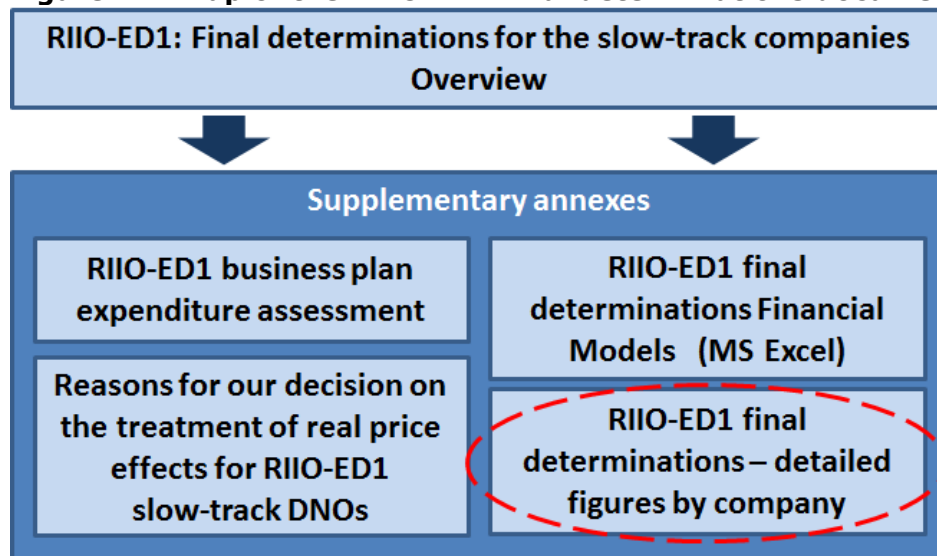 RIIO-ED1: Final determinations for the slow-track companies
Overview
Supplementary annexes
RIIO-ED1 business plan
expenditure assessment
Reasons for our decision on
the treatment of real price
effects for RIIO-ED1
slow-track DNOs
RIIO-ED1 final
determinations Financial
Models (MS Excel)
RIIO-ED1 final
determinations – detailed
figures by company